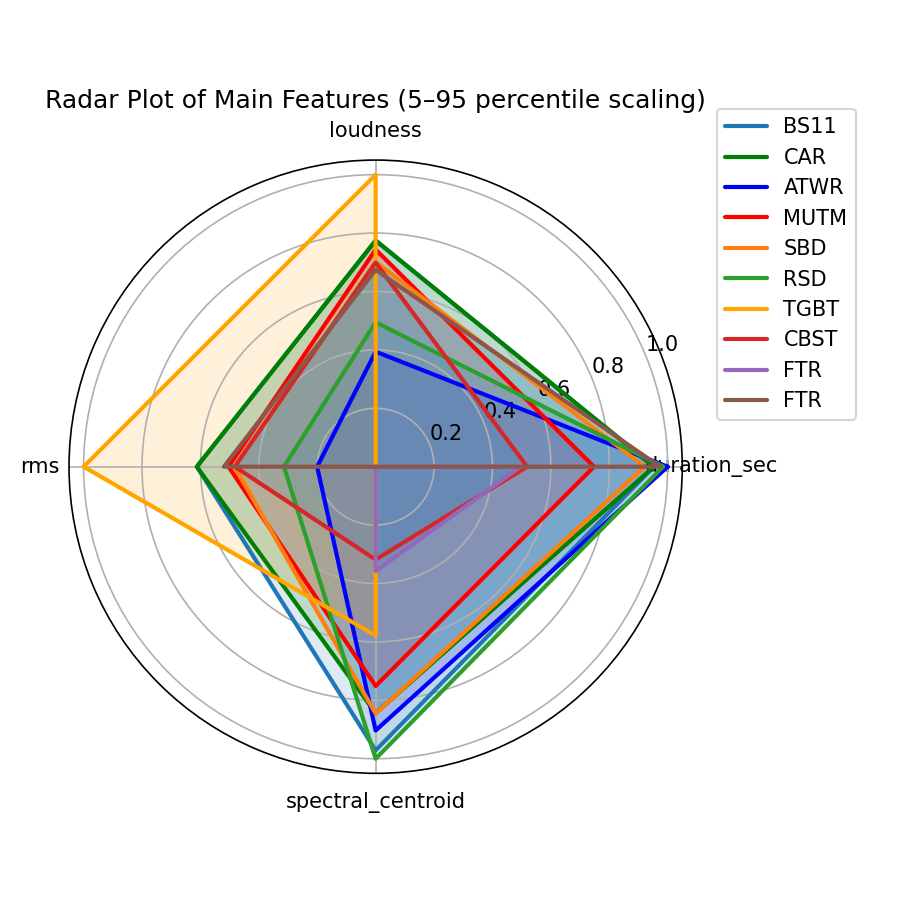 Radar Plot of Main Features (5–95 percentile scaling)
loudness
BS11
CAR
ATWR
MUTM
SBD
RSD
TGBT
CBST
FTR
FTR
1.0
0.8
0.6
0.4
0.2
rms
duration_sec
spectral_centroid